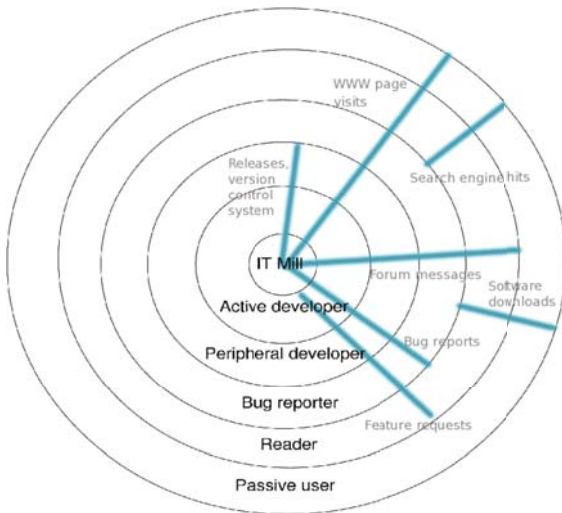 WWW page
visits
Releases,
version
control
system
Search engine hits
IT Mill
Forum messages
Software
downloads
Active developer
Bug reports
Peripheral developer
Bug reporter
Feature requests
Reader
Passive user